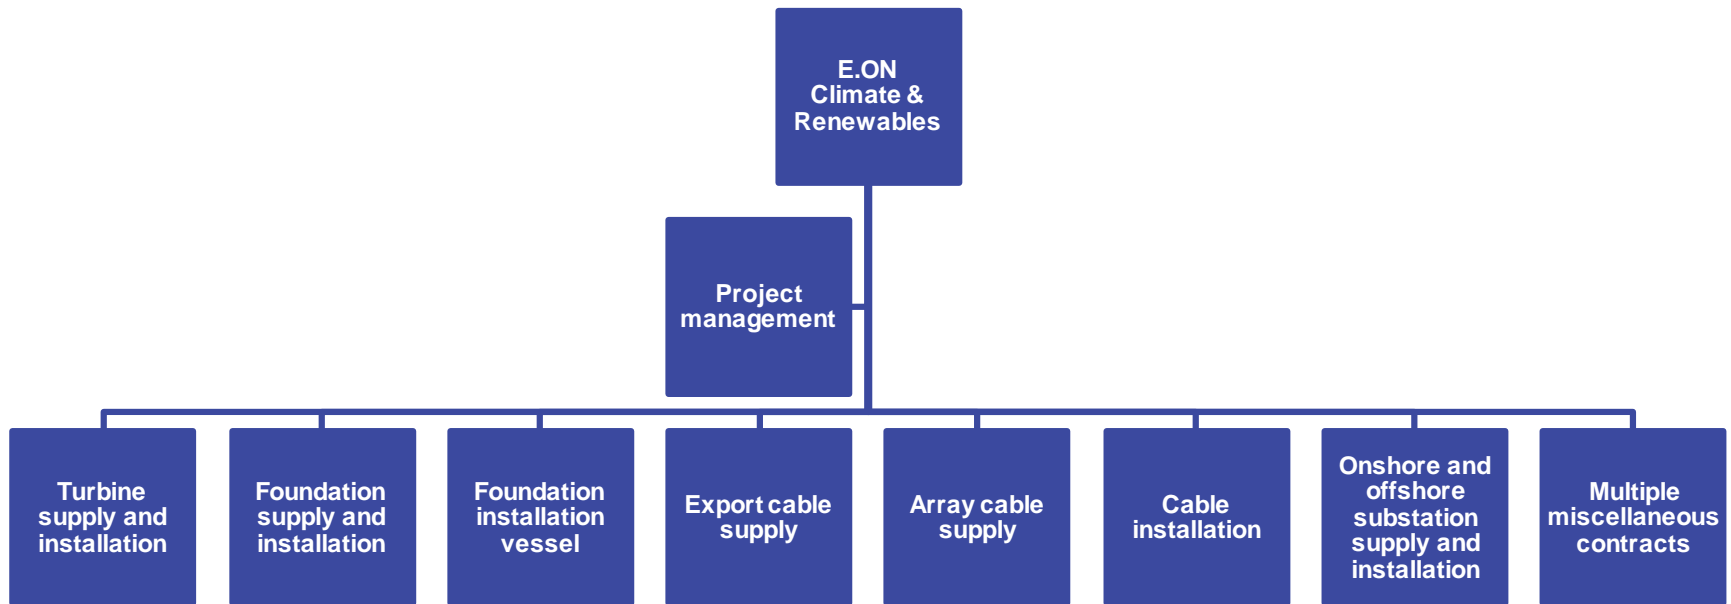 E.ON
Climate &
Renewables
Project
management
Turbine
supply and
installation
Foundation
supply and
installation
Foundation
installation
vessel
Export cable
supply
Array cable
supply
Cable
installation
Onshore and
offshore
substation
supply and
installation
Multiple
miscellaneous
contracts